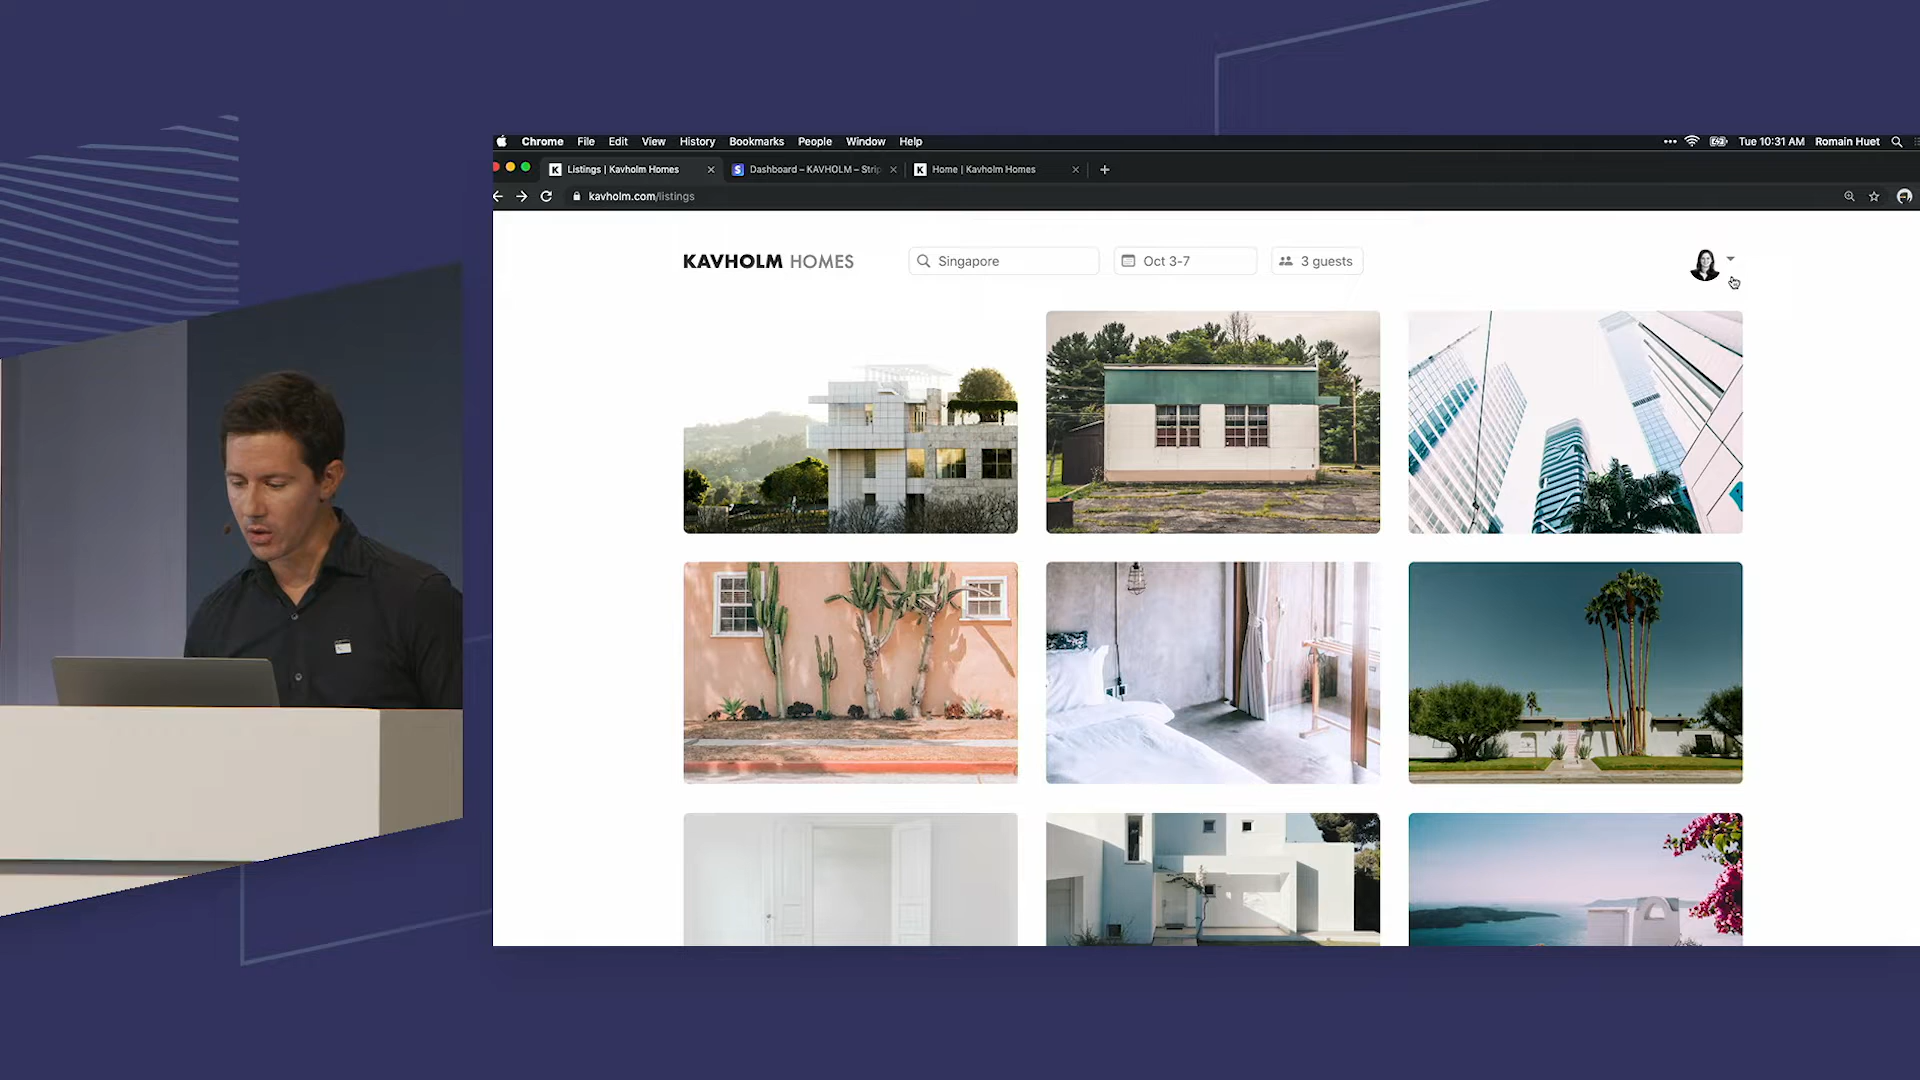 Chrome File Edit View History Bookmarks People Window Help Tue 10:31 AM Romain Huet
Listings | Kavholm Homes Dashboard – KAVHOLM – Strip Home | Kavholm Homes
kavholm.com/listings
KAVHOLM HOMES Singapore Oct 3-7 3 guests